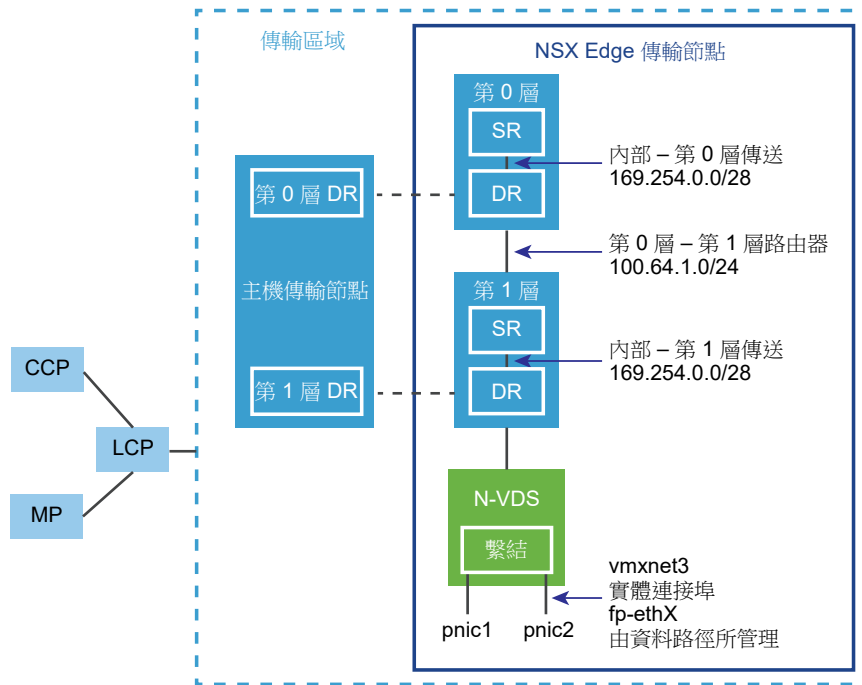 傳輸區域
NSX Edge 傳輸節點
第 0 層
SR
DR
內部 – 第 0 層傳送
169.254.0.0/28
第 0 層 DR
主機傳輸節點
第 1 層 DR
第 0 層 – 第 1 層路由器
100.64.1.0/24
第 1 層
SR
DR
內部 – 第 1 層傳送
169.254.0.0/28
CCP
LCP
MP
N-VDS
繫結
pnic1
pnic2
vmxnet3
實體連接埠
fp-ethX
由資料路徑所管理